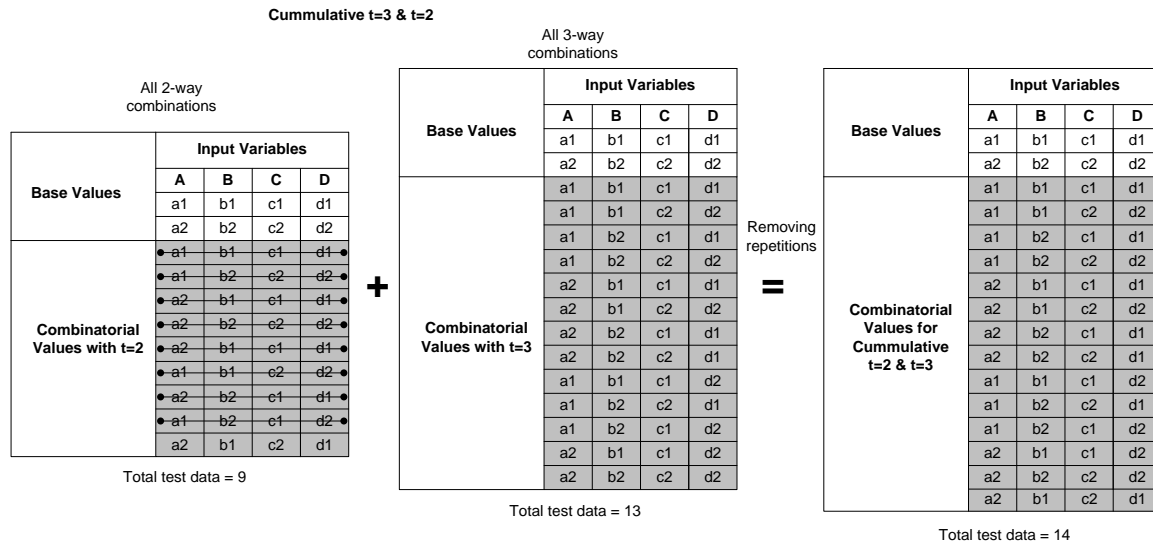 Cummulative t=3 & t=2
All 2-way
combinations
Input Variables
Base Values
A B C D
a1 b1 c1 d1
a2 b2 c2 d2
Combinatorial
Values with t=2
a1 b1 c1 d1
a1 b2 c2 d2
a2 b1 c1 d1
a2 b2 c2 d2
a2 b1 c1 d1
a1 b1 c2 d2
a2 b2 c1 d1
a1 b2 c1 d2
a2 b1 c2 d1
Total test data = 9
+
All 3-way
combinations
Input Variables
Base Values
A B C D
a1 b1 c1 d1
a2 b2 c2 d2
Combinatorial
Values with t=3
a1 b1 c1 d1
a1 b1 c2 d2
a1 b2 c1 d1
a1 b2 c2 d2
a2 b1 c1 d1
a2 b1 c2 d2
a2 b2 c1 d1
a2 b2 c2 d1
a1 b1 c1 d2
a1 b2 c2 d1
a1 b2 c1 d2
a2 b1 c1 d2
a2 b2 c2 d2
Total test data = 13
Removing
repetitions
=
Input Variables
Base Values
A B C D
a1 b1 c1 d1
a2 b2 c2 d2
Combinatorial
Values for
Cummulative
t=2 & t=3
a1 b1 c1 d1
a1 b1 c2 d2
a1 b2 c1 d1
a1 b2 c2 d2
a2 b1 c1 d1
a2 b1 c2 d2
a2 b2 c1 d1
a2 b2 c2 d1
a1 b1 c1 d2
a1 b2 c2 d1
a1 b2 c1 d2
a2 b1 c1 d2
a2 b2 c2 d2
a2 b1 c2 d1
Total test data = 14